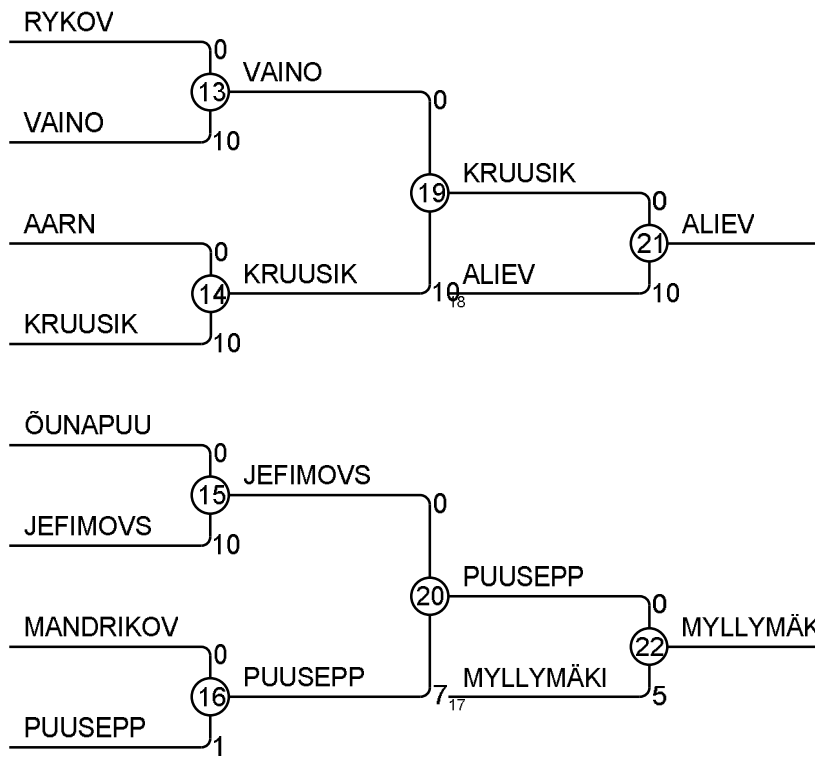 RYKOV
0
13
VAINO
0
VAINO
10
19
KRUUSIK
0
AARN
0
21
ALIEV
14
KRUUSIK
10
18
ALIEV
10
KRUUSIK
10
ÕUNAPUU
0
15
JEFIMOVS
0
JEFIMOVS
10
20
PUUSEPP
0
MANDRIKOV
0
22
MYLLYMÄK
16
PUUSEPP
7
17
MYLLYMÄKI
5
PUUSEPP
1